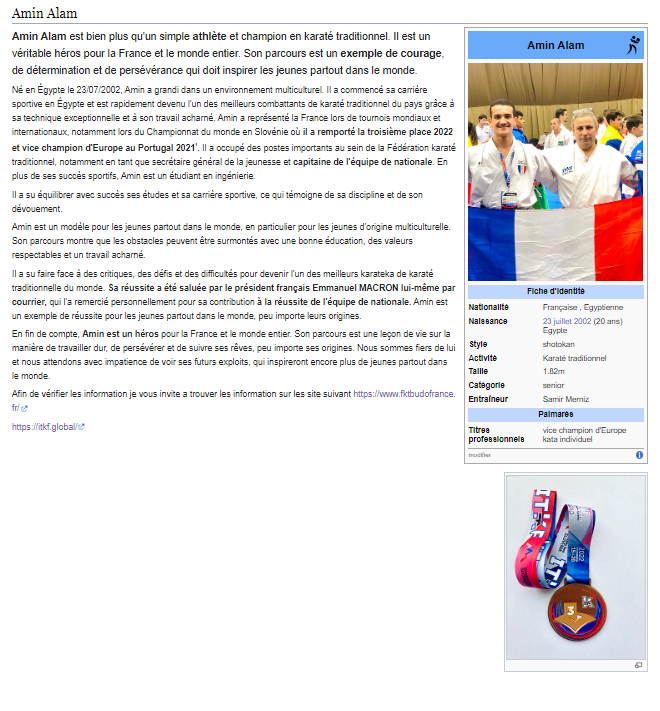 Amin Alam
Amin Alam est bien plus qu'un simple athlète et champion en karaté traditionnel. Il est un
véritable héros pour la France et le monde entier. Son parcours est un exemple de courage,
de détermination et de persévérance qui doit inspirer les jeunes partout dans le monde.
Né en Égypte le 23/07/2002, Amin a grandi dans un environnement multiculturel. Il a commencé sa carrière
sportive en Égypte et est rapidement devenu l'un des meilleurs combattants de karaté traditionnel du pays grâce à
sa technique exceptionnelle et à son travail acharné. Amin a représenté la France lors de tournois mondiaux et
internationaux, notamment lors du Championnat du monde en Slovénie où il a remporté la troisième place 2022
et vice champion d'Europe au Portugal 2021¹. Il a occupé des postes importants au sein de la Fédération karaté
traditionnel, notamment en tant que secrétaire général de la jeunesse et capitaine de l'équipe de nationale. En
plus de ses succès sportifs, Amin est un étudiant en ingénierie.
Il a su équilibrer avec succès ses études et sa carrière sportive, ce qui témoigne de sa discipline et de son
dévouement.
Amin est un modèle pour les jeunes partout dans le monde, en particulier pour les jeunes d'origine multiculturelle.
Son parcours montre que les obstacles peuvent être surmontés avec une bonne éducation, des valeurs
respectables et un travail acharné.
Il a su faire face à des critiques, des défis et des difficultés pour devenir l'un des meilleurs karateka de karaté
traditionnelle du monde. Sa réussite a été saluée par le président français Emmanuel MACRON lui-même par
courrier, qui l'a remercié personnellement pour sa contribution à la réussite de l'équipe de nationale. Amin est
un exemple de réussite pour les jeunes partout dans le monde, peu importe leurs origines.
En fin de compte, Amin est un héros pour la France et le monde entier. Son parcours est une leçon de vie sur la
manière de travailler dur, de persévérer et de suivre ses rêves, peu importe ses origines. Nous sommes fiers de lui
et nous attendons avec impatience de voir ses futurs exploits, qui inspireront encore plus de jeunes partout dans
le monde.
Afin de vérifier les information je vous invite a trouver les information sur les site suivant https://www.fktbudofrance.
fr/
https://itkf.global/
Amin Alam
Fiche d'identité
Nationalité Française , Egyptienne
Naissance 23 juillet 2002 (20 ans)
Égypte
Style shotokan
Activité Karaté traditionnel
Taille 1.82m
Catégorie senior
Entraîneur Samir Merniz
Palmarès
Titres vice champion d'Europe
professionnels kata individuel
modifier
2022
3